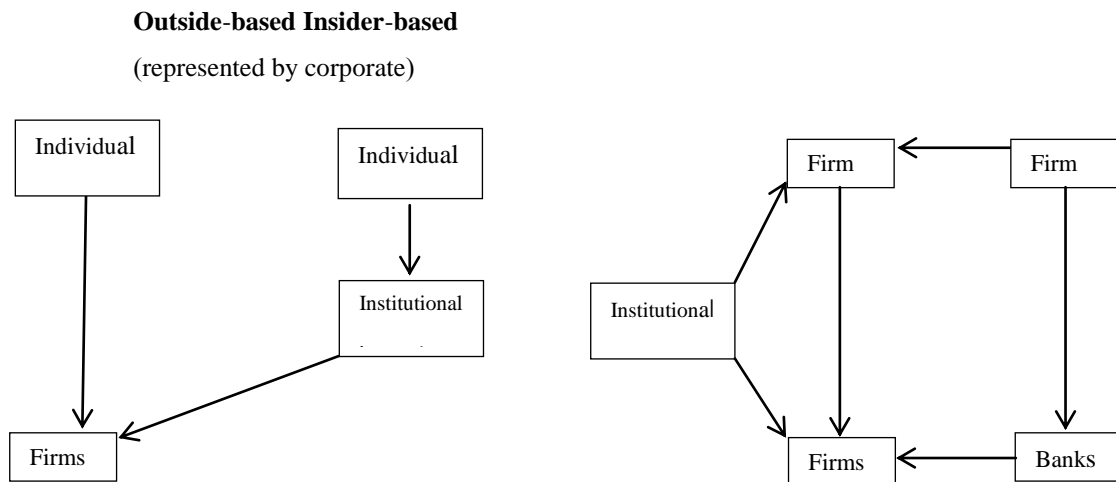 Outside-based Insider-based
(represented by corporate)
Individual
Individual
Firm
Firm
Institutional
Institutional
Firms
Firms
Banks